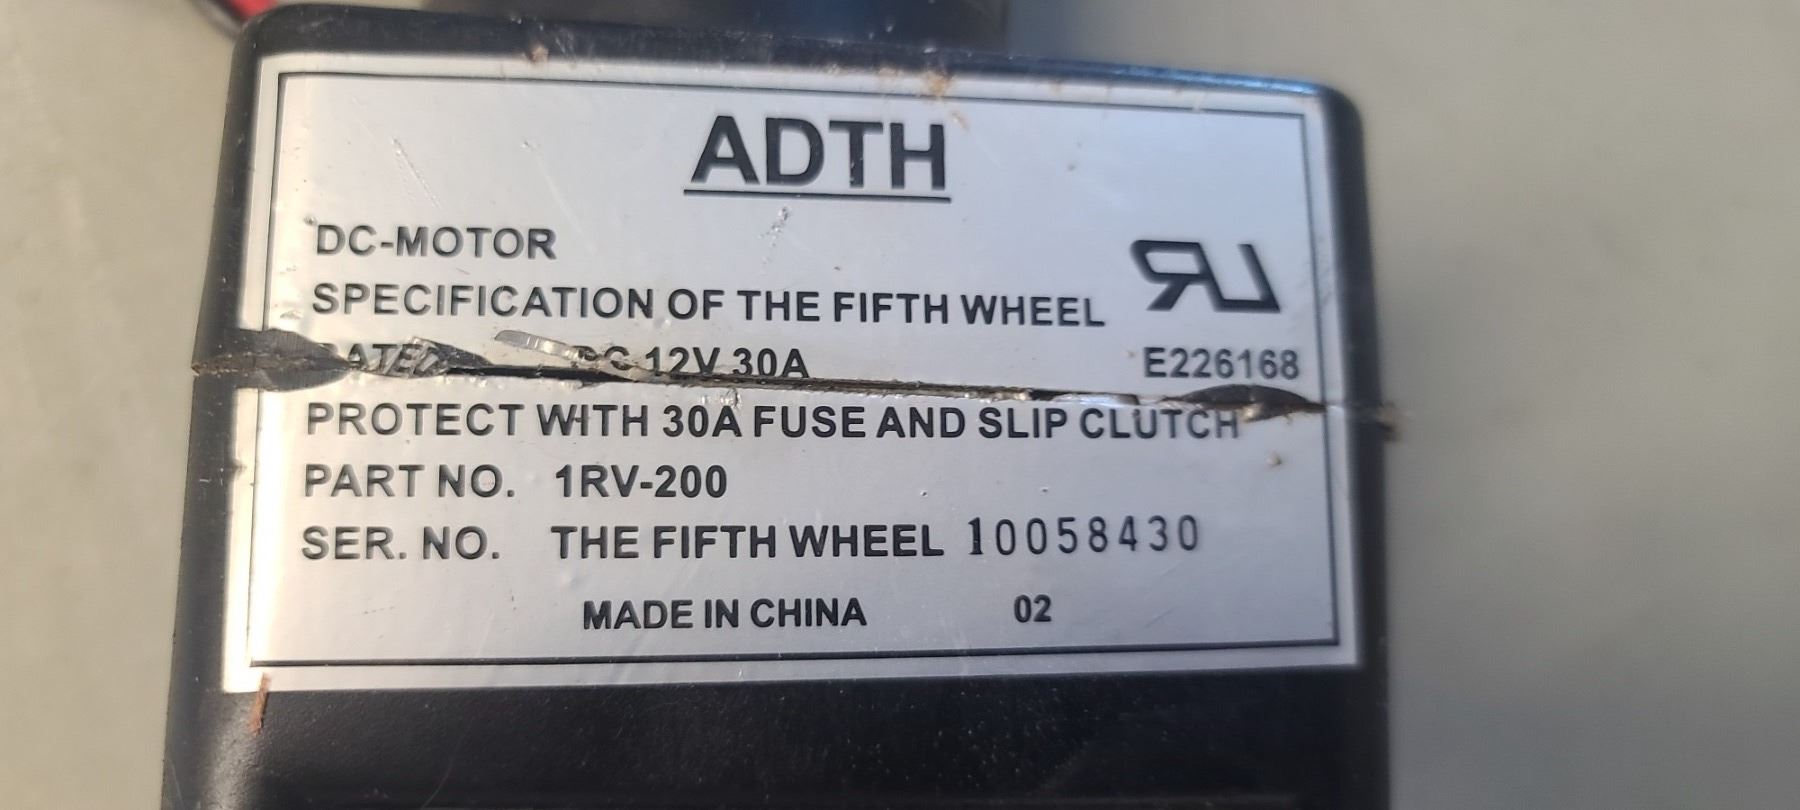 ADTH
DC-MOTOR
SPECIFICATION OF THE FIFTH WHEEL
RATED DC 12V 30A
E226168
PROTECT WITH 30A FUSE AND SLIP CLUTCH
PART NO. 1RV-200
SER. NO. THE FIFTH WHEEL 10058430
MADE IN CHINA 02